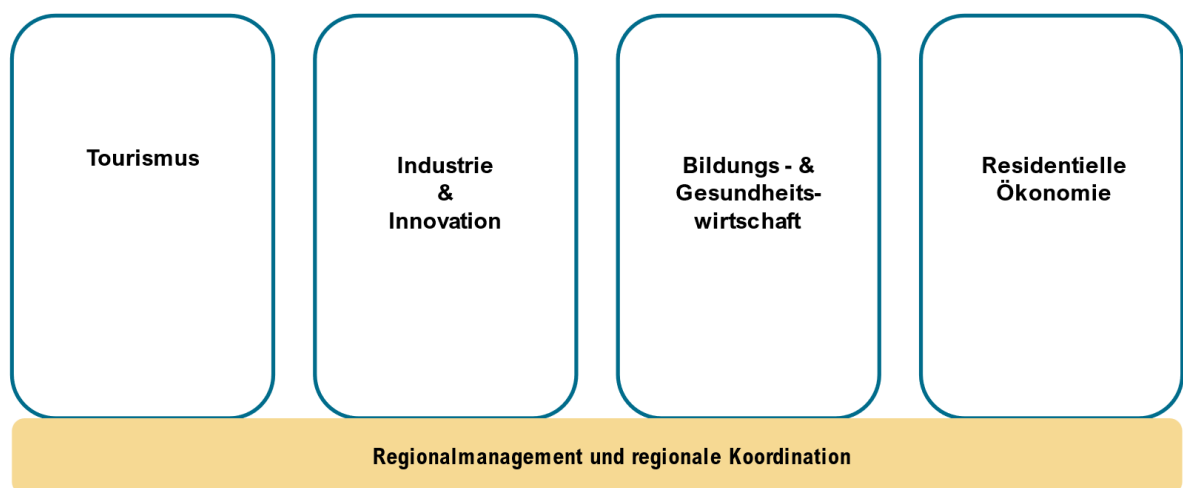 Tourismus
Industrie
&
Innovation
Bildungs - &
Gesundheits-
wirtschaft
Residentielle
Ökonomie
Regionalmanagement und regionale Koordination